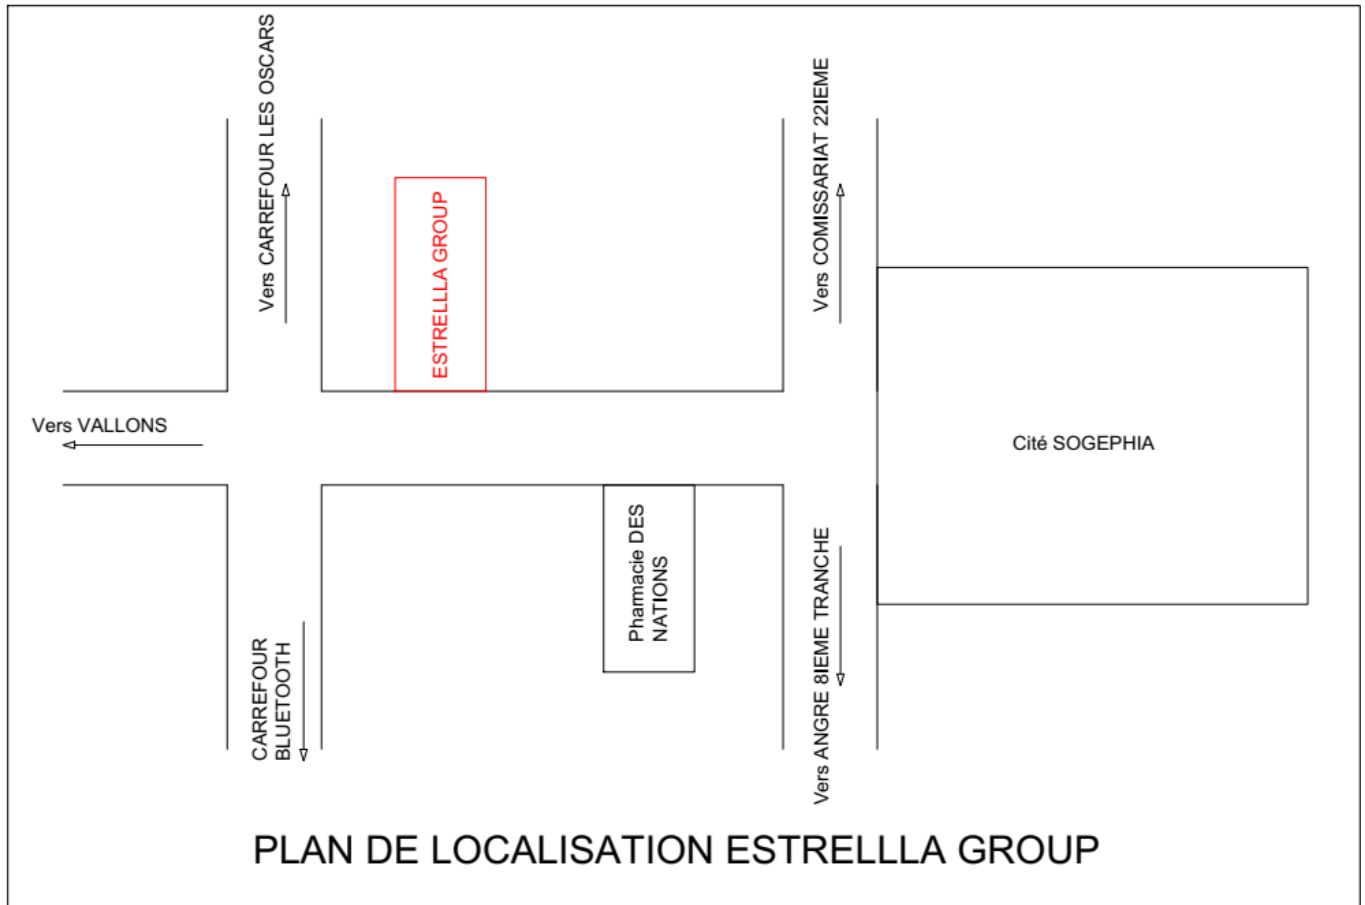 Vers CARREFOUR LES OSCARS
ESTRELLLA GROUP
Vers COMISSARIAT 22IEME
Vers VALLONS
Cité SOGEPHIA
Pharmacie DES
NATIONS
CARREFOUR
BLUETOOTH
Vers ANGRE 8IEME TRANCHE
PLAN DE LOCALISATION ESTRELLLA GROUP